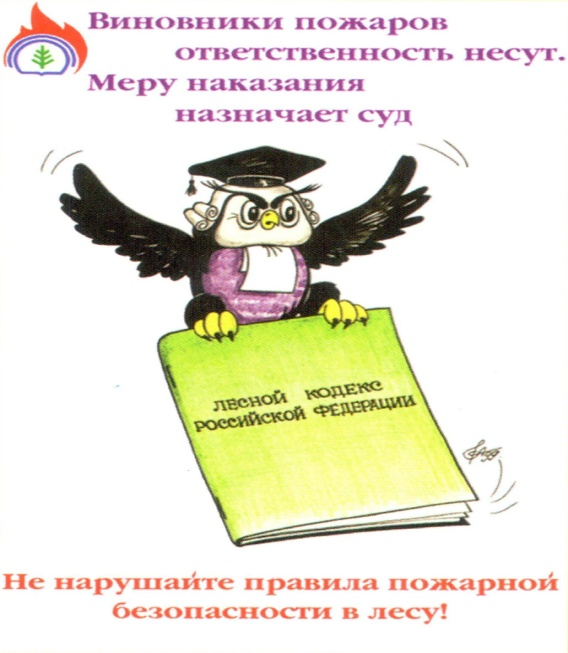 Виновники пожаров
ответственность несут.
Меру наказания
назначает суд
ЛЕСНОЙ КОДЕКС
РОССИЙСКОЙ ФЕДЕРАЦИИ
Не нарушайте правила пожарной
безопасности в лесу!